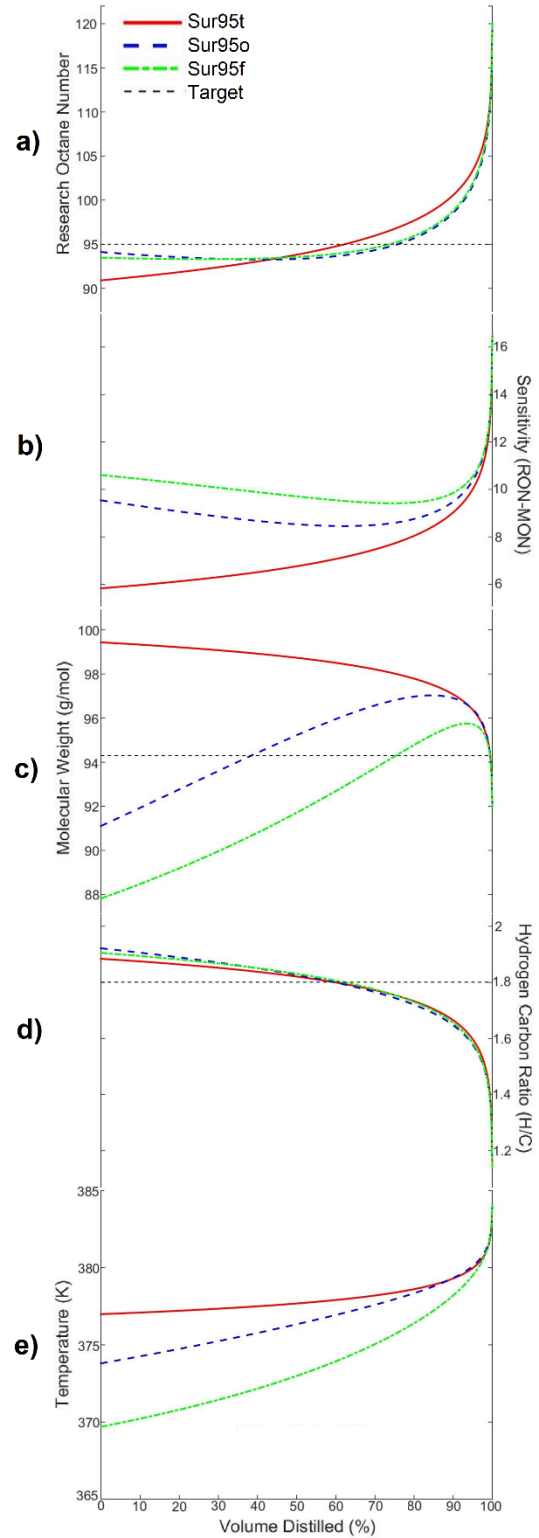 Sur95t
Sur95o
Sur95f
Target
a)
Research Octane Number
120
115
110
105
100
95
90
b)
Sensitivity (RON-MON)
16
14
12
10
8
6
c)
Molecular Weight (g/mol)
100
98
96
94
92
90
88
d)
Hydrogen Carbon Ratio (H/C)
2
1.8
1.6
1.4
1.2
e)
Temperature (K)
385
380
375
370
365
0 10 20 30 40 50 60 70 80 90 100
Volume Distilled (%)